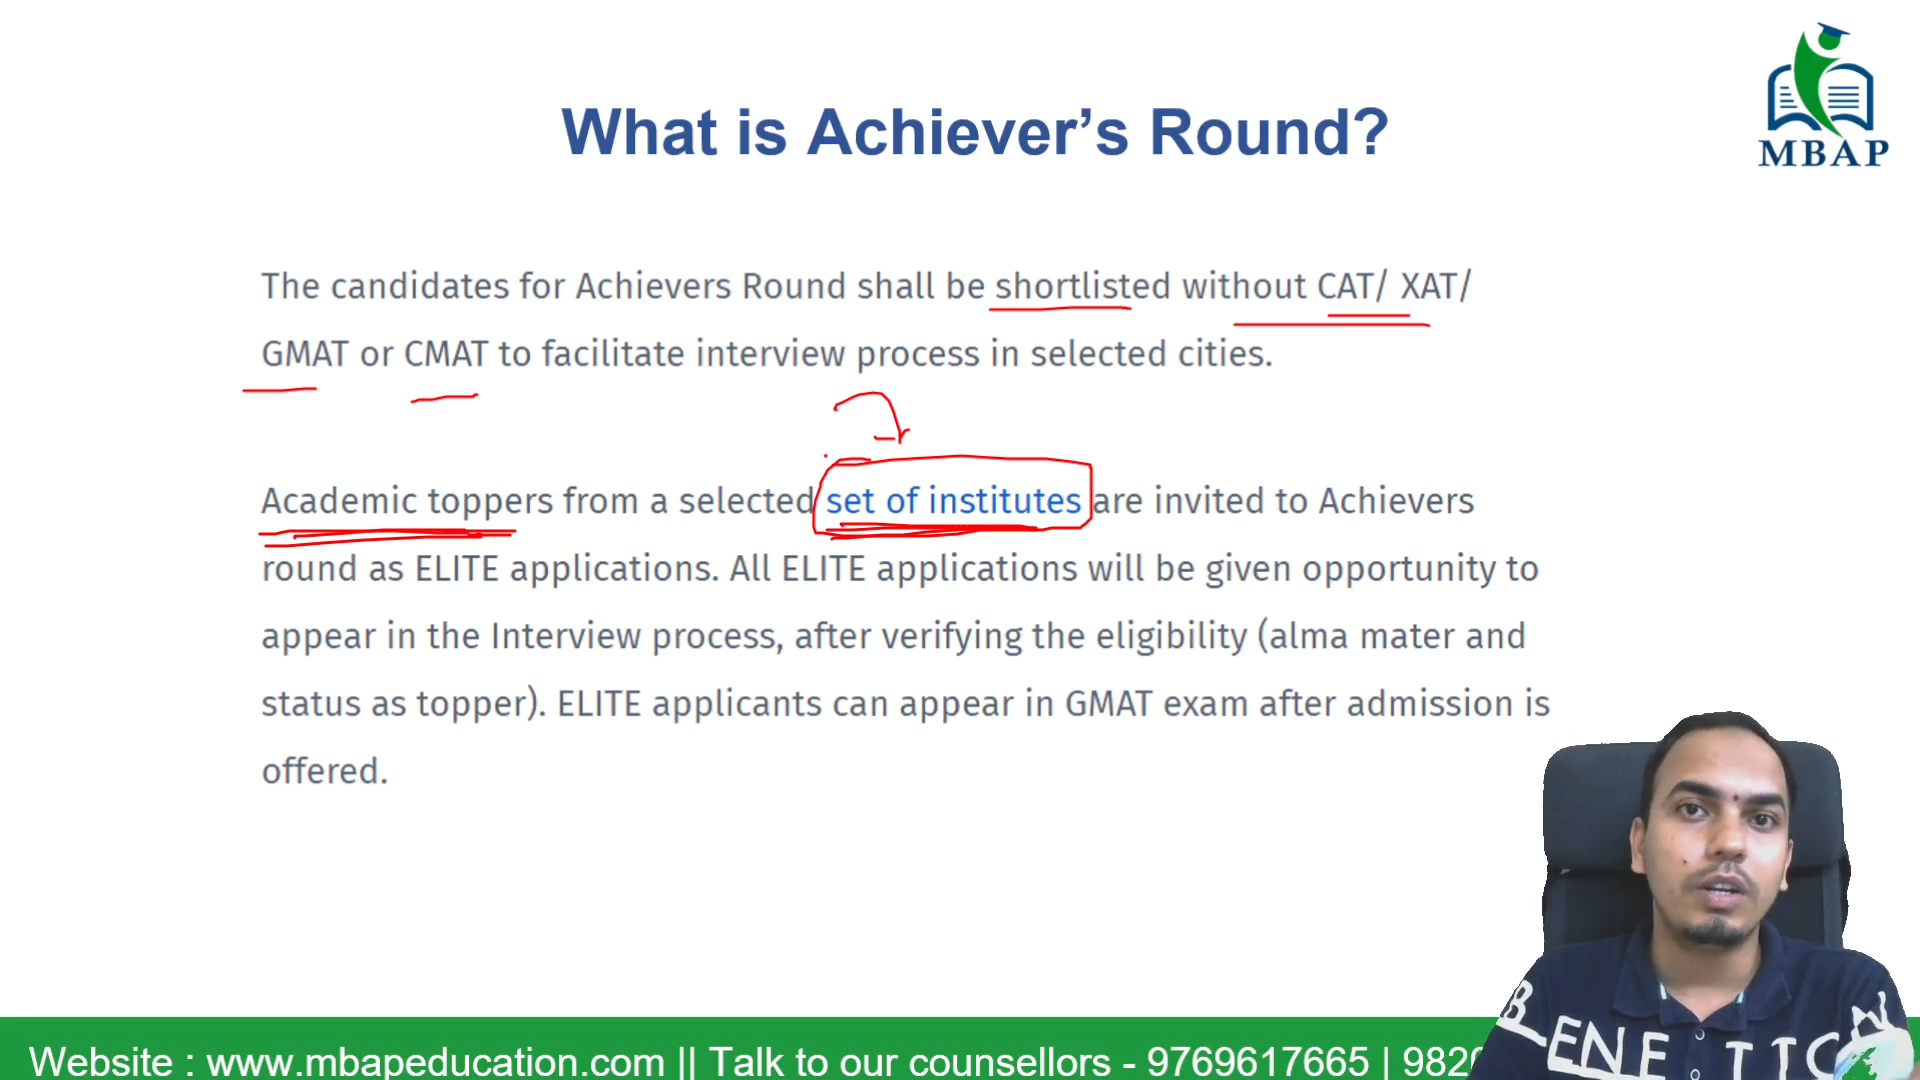 What is Achiever’s Round?
MBAP
The candidates for Achievers Round shall be shortlisted without CAT/ XAT/
GMAT or CMAT to facilitate interview process in selected cities.
Academic toppers from a selected set of institutes are invited to Achievers
round as ELITE applications. All ELITE applications will be given opportunity to
appear in the Interview process, after verifying the eligibility (alma mater and
status as topper). ELITE applicants can appear in GMAT exam after admission is
offered.
Website : www.mbapeducation.com || Talk to our counsellors - 9769617665 | 982